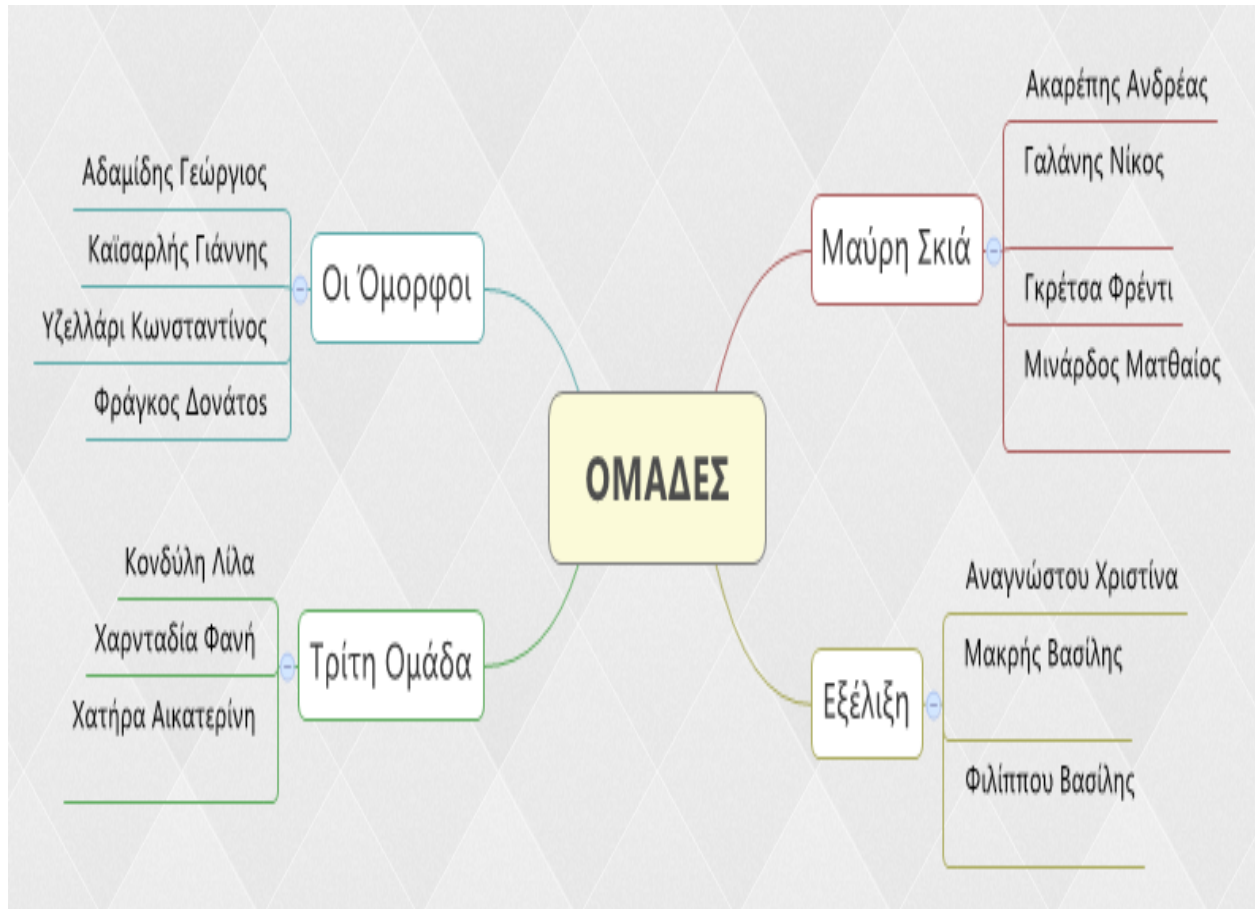 ΟΜΑΔΕΣ
Οι Όμορφοι
Αδαμίδης Γεώργιος
Καϊσαρλής Γιάννης
Υζελλάρι Κωνσταντίνος
Φράγκος Δονάτοs
Τρίτη Ομάδα
Κονδύλη Λίλα
Χαρνταδία Φανή
Χατήρα Αικατερίνη
Μαύρη Σκιά
Ακαρέπης Ανδρέας
Γαλάνης Νίκος
Γκρέτσα Φρέντι
Μινάρδος Ματθαίος
Εξέλιξη
Αναγνώστου Χριστίνα
Μακρής Βασίλης
Φιλίππου Βασίλης